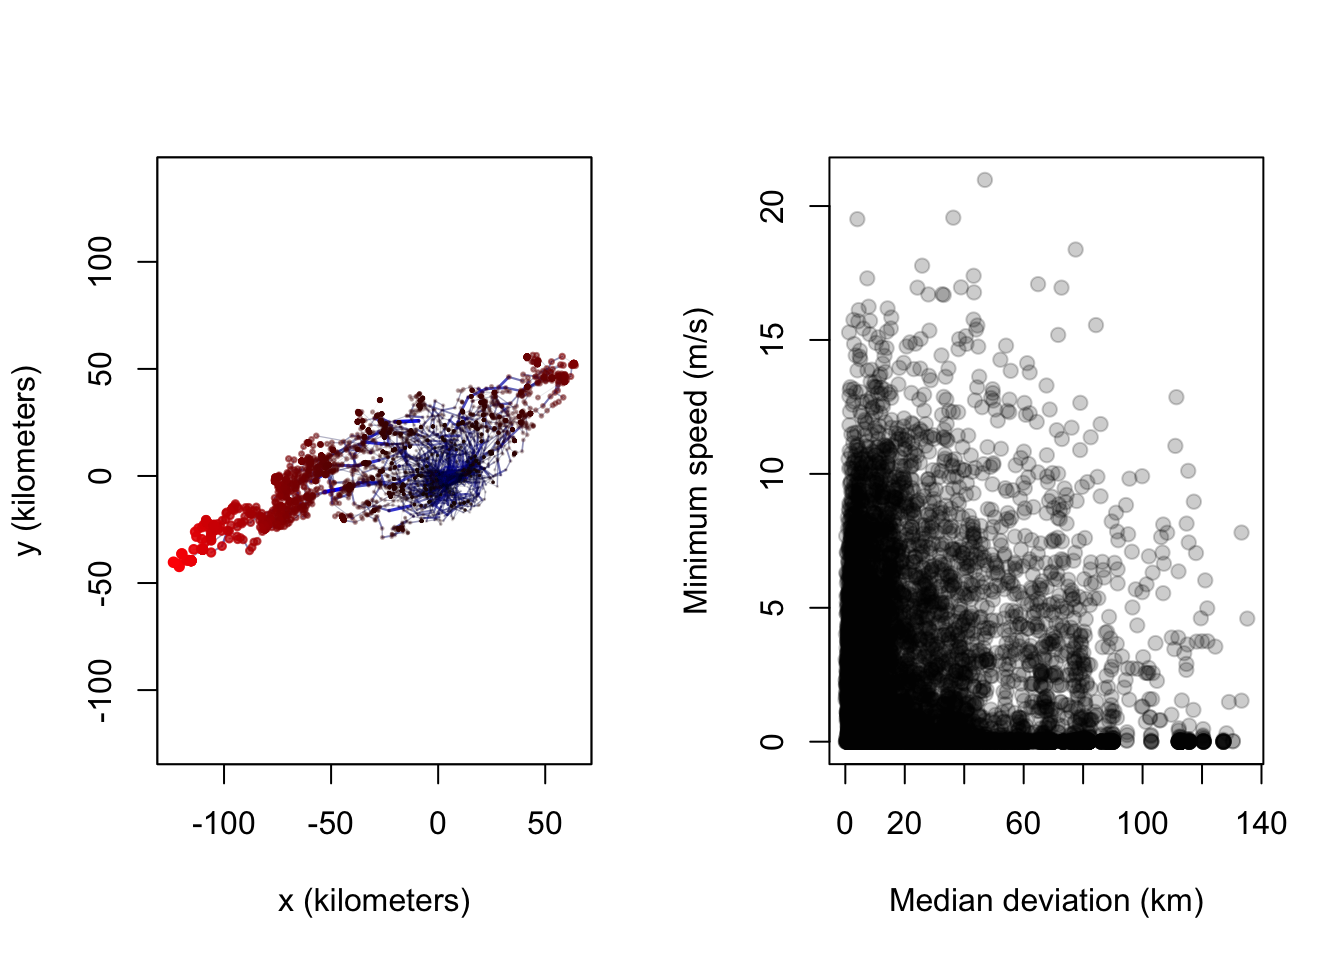 y (kilometers)
100
50
0
-50
-100
-100 -50 0 50
x (kilometers)
Minimum speed (m/s)
20
15
10
5
0
0 20 60 100 140
Median deviation (km)